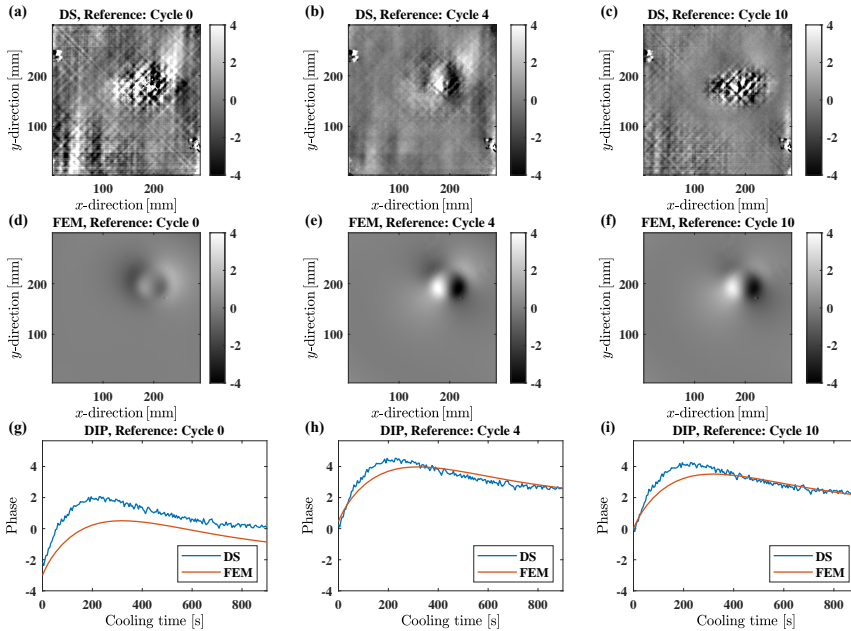 (a) DS, Reference: Cycle 0
(b) DS, Reference: Cycle 4
(c) DS, Reference: Cycle 10
y-direction [mm]
200
100
100 200
x-direction [mm]
4
2
0
-2
-4
y-direction [mm]
200
100
100 200
x-direction [mm]
4
2
0
-2
-4
y-direction [mm]
200
100
100 200
x-direction [mm]
4
2
0
-2
-4
(d) FEM, Reference: Cycle 0
(e) FEM, Reference: Cycle 4
(f) FEM, Reference: Cycle 10
y-direction [mm]
200
100
100 200
x-direction [mm]
4
2
0
-2
-4
y-direction [mm]
200
100
100 200
x-direction [mm]
4
2
0
-2
-4
y-direction [mm]
200
100
100 200
x-direction [mm]
4
2
0
-2
-4
(g) DIP, Reference: Cycle 0
(h) DIP, Reference: Cycle 4
(i) DIP, Reference: Cycle 10
Phase
4
2
0
-2
-4
DS
FEM
0 200 400 600 800
Cooling time [s]
Phase
4
2
0
-2
-4
DS
FEM
0 200 400 600 800
Cooling time [s]
Phase
4
2
0
-2
-4
DS
FEM
0 200 400 600 800
Cooling time [s]